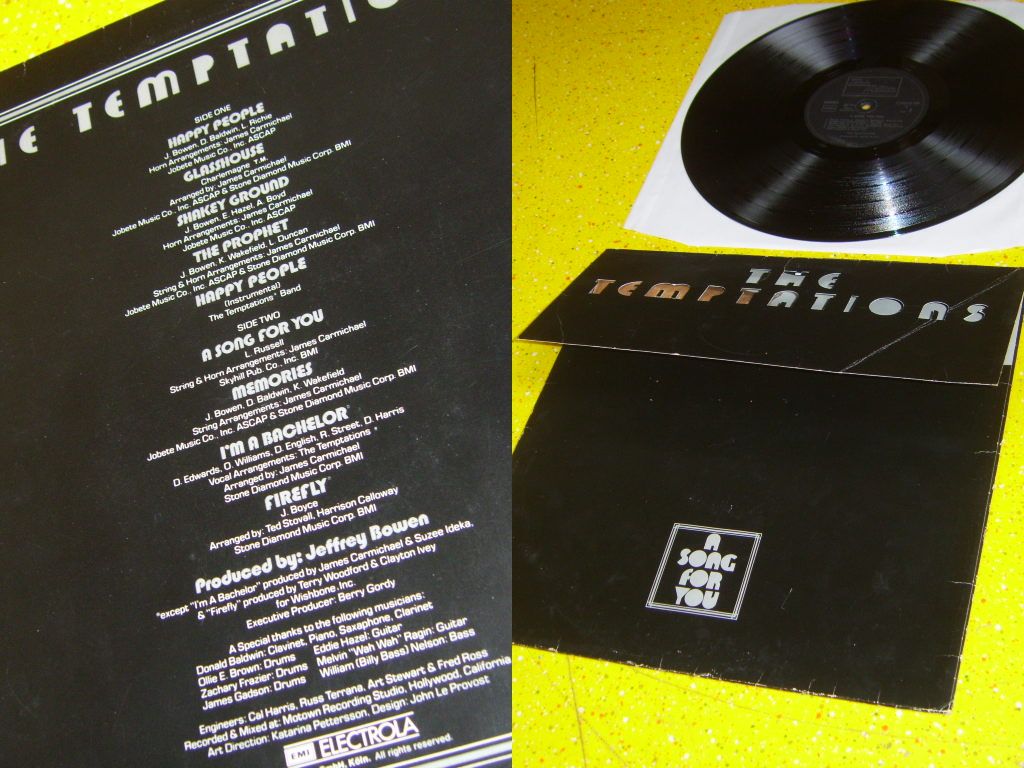 THE TEMPTATIO
SIDE ONE
HAPPY PEOPLE
J. Bowen, D. Baldwin, L. Richie
Horn Arrangements: James Carmichael
Jobete Music Co., Inc. ASCAP
GLASSHOUSE
Charlemagne T.M.
Arranged by: James Carmichael
Jobete Music Co., Inc. ASCAP & Stone Diamond Music Corp. BMI
SHAKEY GROUND
J. Bowen, E. Hazel, A. Boyd
Horn Arrangements: James Carmichael
Jobete Music Co., Inc. ASCAP
THE PROPHET
J. Bowen, K. Wakefield, L. Duncan
String & Horn Arrangements: James Carmichael
Jobete Music Co., Inc. ASCAP & Stone Diamond Music Corp. BMI
HAPPY PEOPLE
(Instrumental)
The Temptations' Band
SIDE TWO
A SONG FOR YOU
L. Russell
String & Horn Arrangements: James Carmichael
Skyhill Pub. Co., Inc. BMI
MEMORIES
J. Bowen, D. Baldwin, K. Wakefield
String Arrangements: James Carmichael
Jobete Music Co., Inc. ASCAP & Stone Diamond Music Corp. BMI
I'M A BACHELOR*
D. Edwards, O. Williams, D. English, R. Street, D. Harris
Vocal Arrangements: The Temptations *
Arranged by: James Carmichael
Stone Diamond Music Corp. BMI
FIREFLY*
J. Boyce
Arranged by: Ted Stovall, Harrison Calloway
Stone Diamond Music Corp. BMI
Produced by: Jeffrey Bowen
*except "I'm A Bachelor" produced by James Carmichael & Suzee Ideka,
& "Firefly" produced by Terry Woodford & Clayton Ivey
for Wishbone, Inc.
Executive Producer: Berry Gordy
A Special thanks to the following musicians:
Donald Baldwin: Clavinet, Piano, Saxophone, Clarinet
Ollie E. Brown: Drums Eddie Hazel: Guitar
Zachary Frazier: Drums Melvin "Wah Wah" Ragin: Guitar
James Gadson: Drums William (Billy Bass) Nelson: Bass
Engineers: Cal Harris, Russ Terrana, Art Stewart & Fred Ross
Recorded & Mixed at: Motown Recording Studio, Hollywood, California
Art Direction: Katarina Pettersson, Design: John Le Provost
EMI ELECTROLA
GmbH, Köln. All rights reserved.
THE
TEMPTATIONS
A
SONG
FOR
YOU